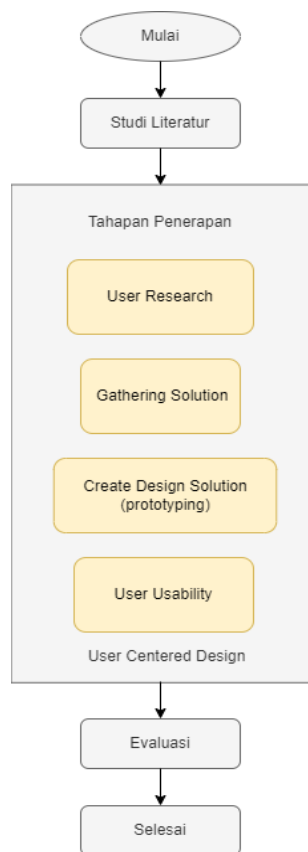 Mulai
Studi Literatur
Tahapan Penerapan
User Research
Gathering Solution
Create Design Solution
(prototyping)
User Usability
User Centered Design
Evaluasi
Selesai